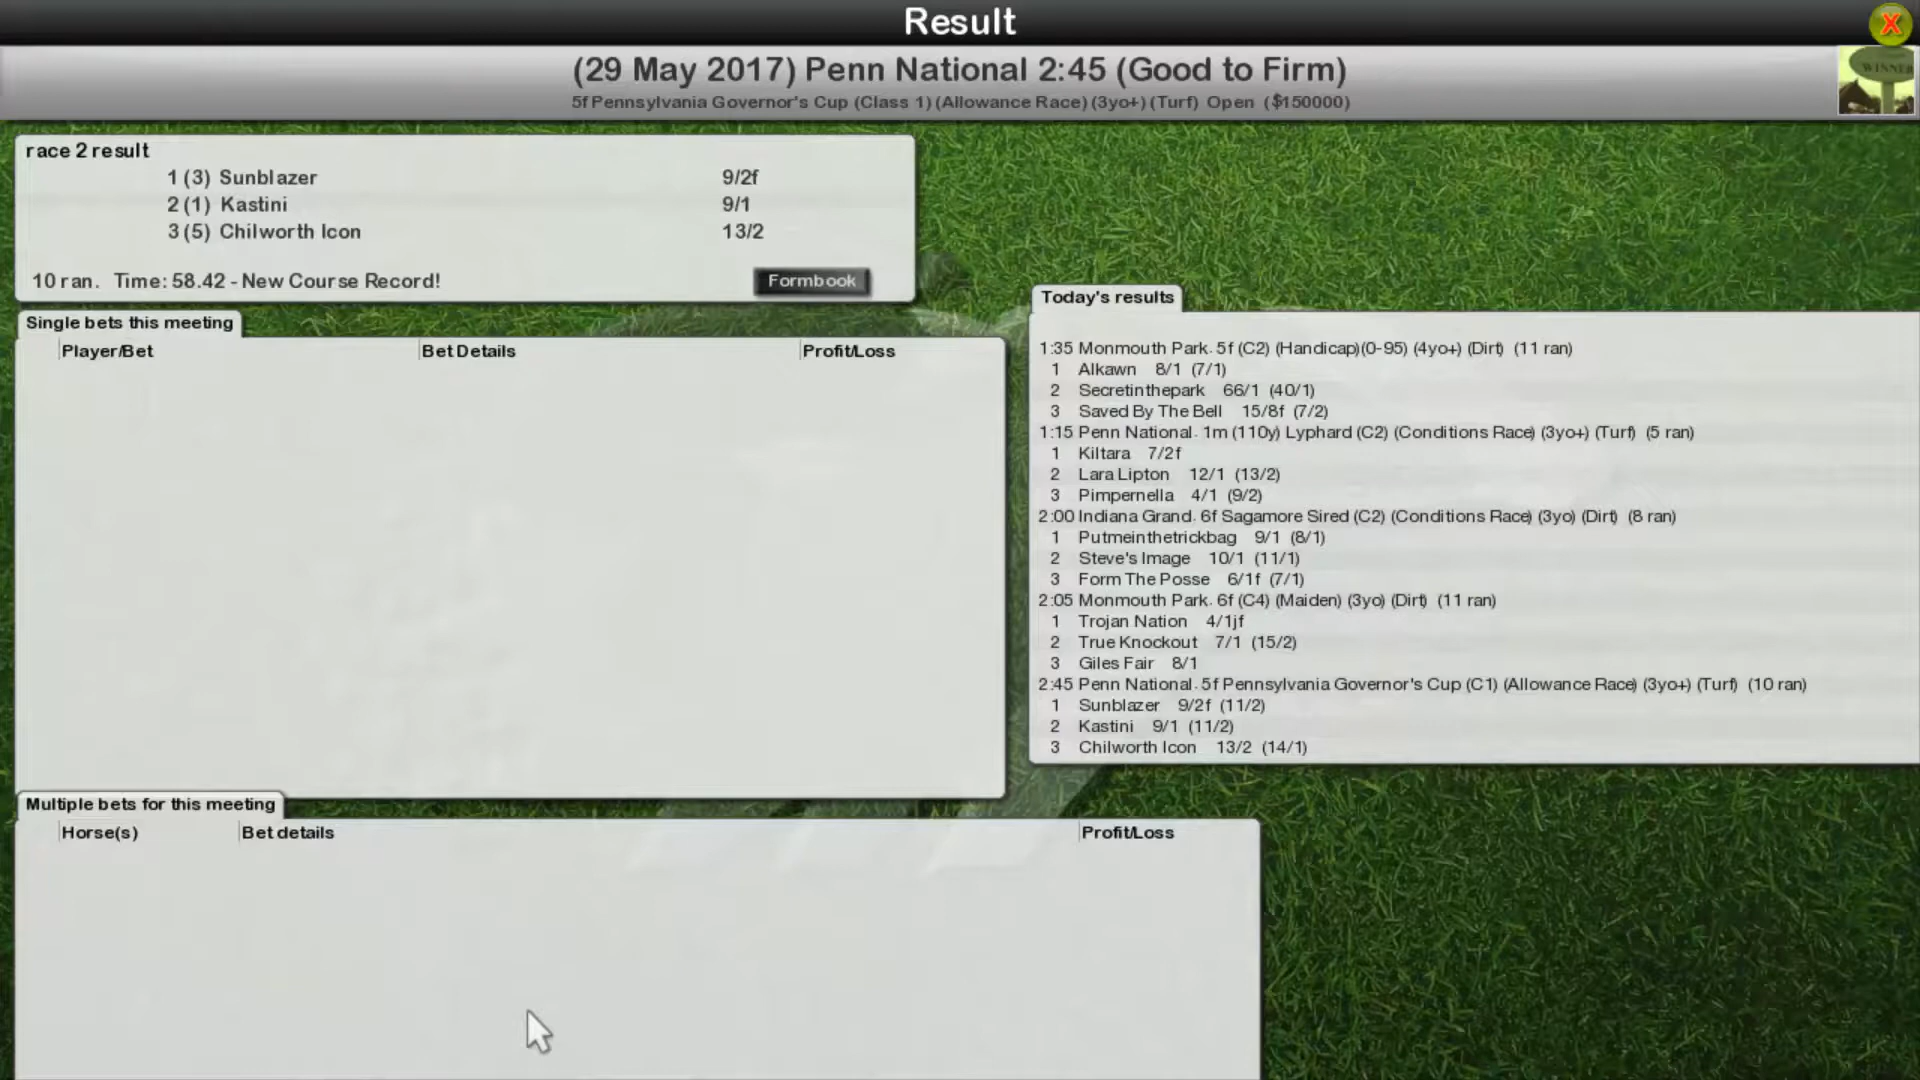 Result
X
(29 May 2017) Penn National 2:45 (Good to Firm)
5f Pennsylvania Governor's Cup (Class 1) (Allowance Race) (3yo+) (Turf) Open ($150000)
WINNER
race 2 result
1 (3) Sunblazer 9/2f
2 (1) Kastini 9/1
3 (5) Chilworth Icon 13/2
10 ran. Time: 58.42 - New Course Record!
Formbook
Single bets this meeting
Player/Bet Bet Details Profit/Loss
Today's results
1:35 Monmouth Park. 5f (C2) (Handicap)(0-95) (4yo+) (Dirt) (11 ran)
1 Alkawn 8/1 (7/1)
2 Secretinthepark 66/1 (40/1)
3 Saved By The Bell 15/8f (7/2)
1:15 Penn National. 1m (110y) Lyphard (C2) (Conditions Race) (3yo+) (Turf) (5 ran)
1 Kiltara 7/2f
2 Lara Lipton 12/1 (13/2)
3 Pimpernella 4/1 (9/2)
2:00 Indiana Grand. 6f Sagamore Sired (C2) (Conditions Race) (3yo) (Dirt) (8 ran)
1 Putmeinthetrickbag 9/1 (8/1)
2 Steve's Image 10/1 (11/1)
3 Form The Posse 6/1f (7/1)
2:05 Monmouth Park. 6f (C4) (Maiden) (3yo) (Dirt) (11 ran)
1 Trojan Nation 4/1jf
2 True Knockout 7/1 (15/2)
3 Giles Fair 8/1
2:45 Penn National. 5f Pennsylvania Governor's Cup (C1) (Allowance Race) (3yo+) (Turf) (10 ran)
1 Sunblazer 9/2f (11/2)
2 Kastini 9/1 (11/2)
3 Chilworth Icon 13/2 (14/1)
Multiple bets for this meeting
Horse(s) Bet details Profit/Loss